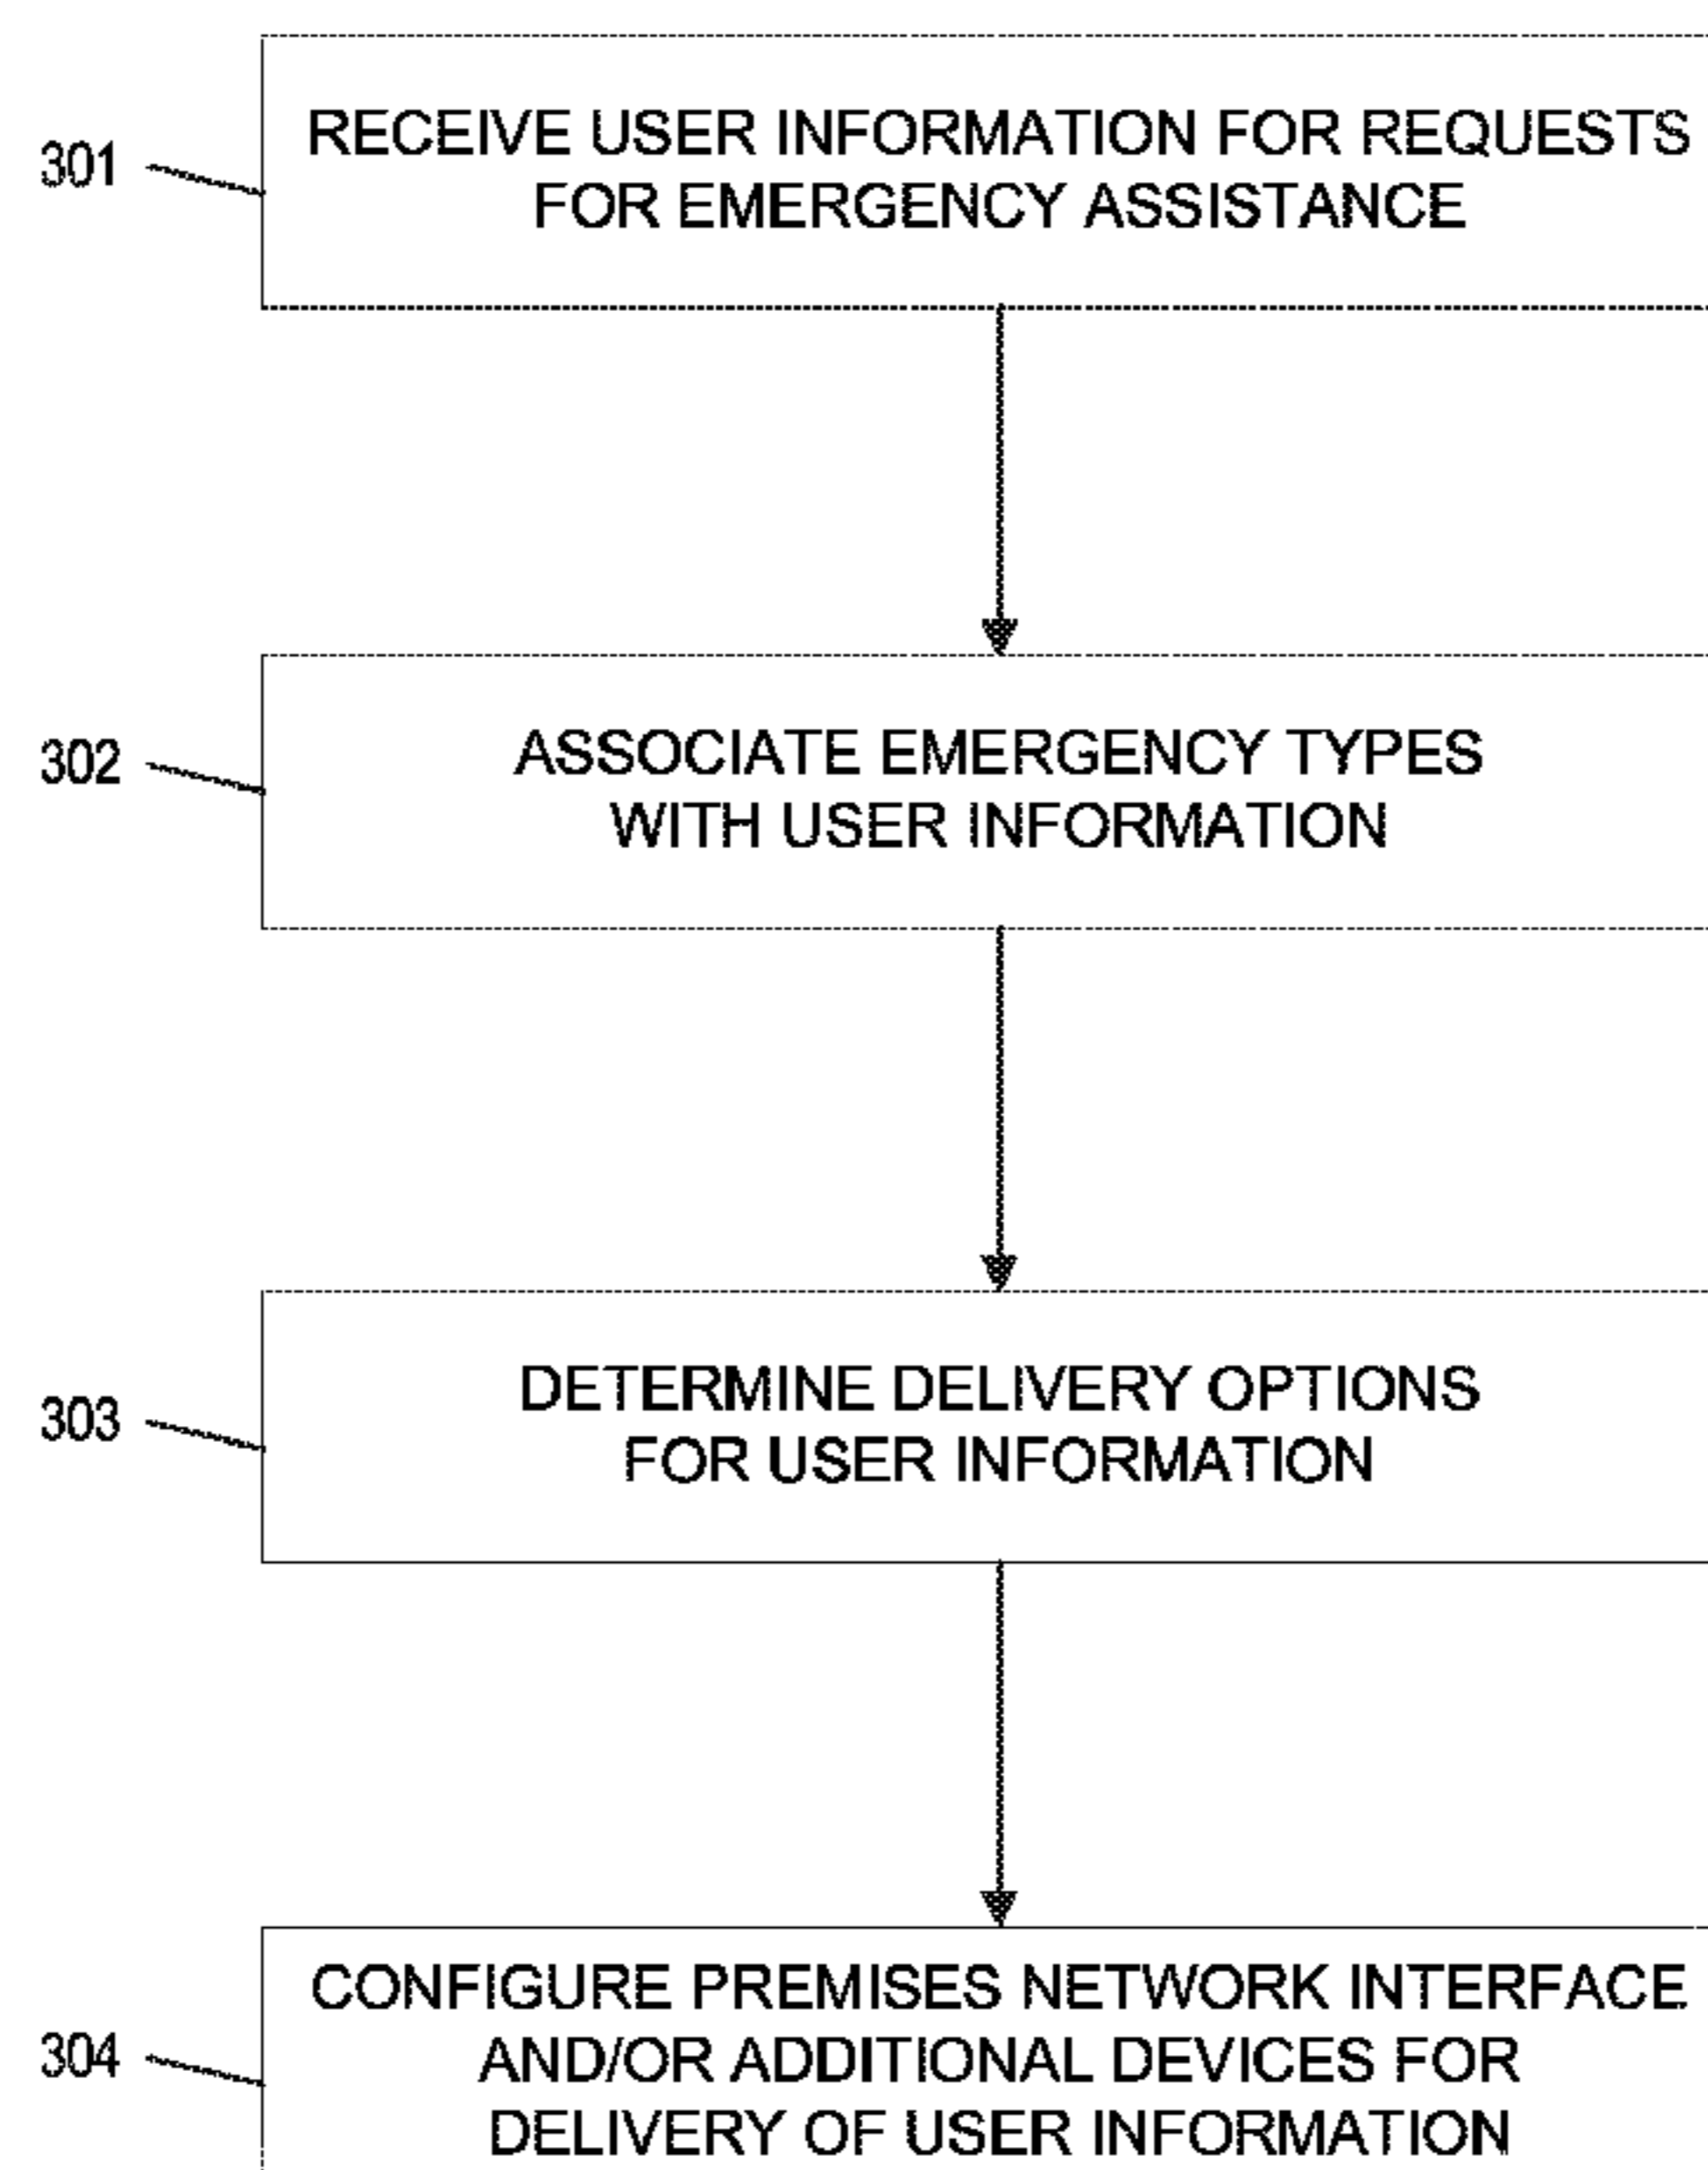 RECEIVE USER INFORMATION FOR REQUESTS
301
FOR EMERGENCY ASSISTANCE
ASSOCIATE EMERGENCY TYPES
302
WITH USER INFORMATION
DETERMINE DELIVERY OPTIONS
303
FOR USER INFORMATION
CONFIGURE PREMISES NETWORK INTERFACE
304
AND/OR ADDITIONAL DEVICES FOR
DELIVERY OF USER INFORMATION